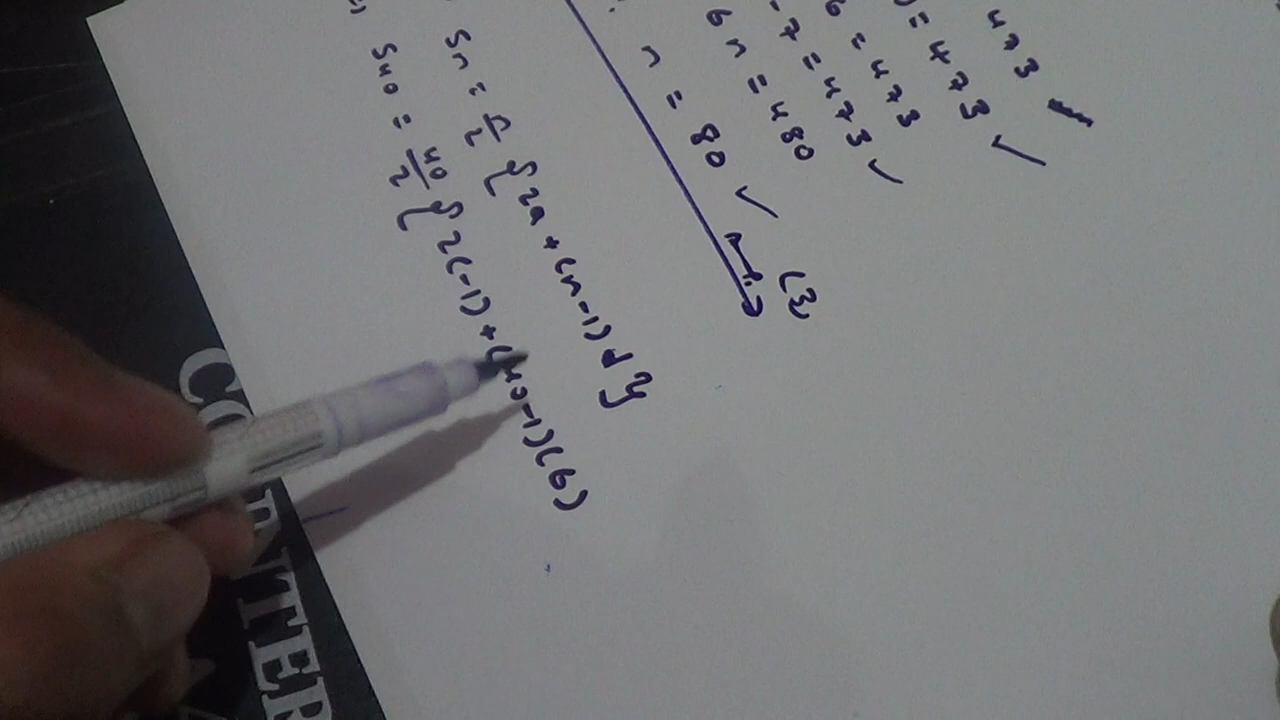 473
) = 473 ✓
6 = 473
- 7 = 473 ✓
6n = 480
n = 80 ✓
(3)
Sn = n/2 {2a + (n-1)d}
S40 = 40/2 {2(-1) + (40-1)(6)